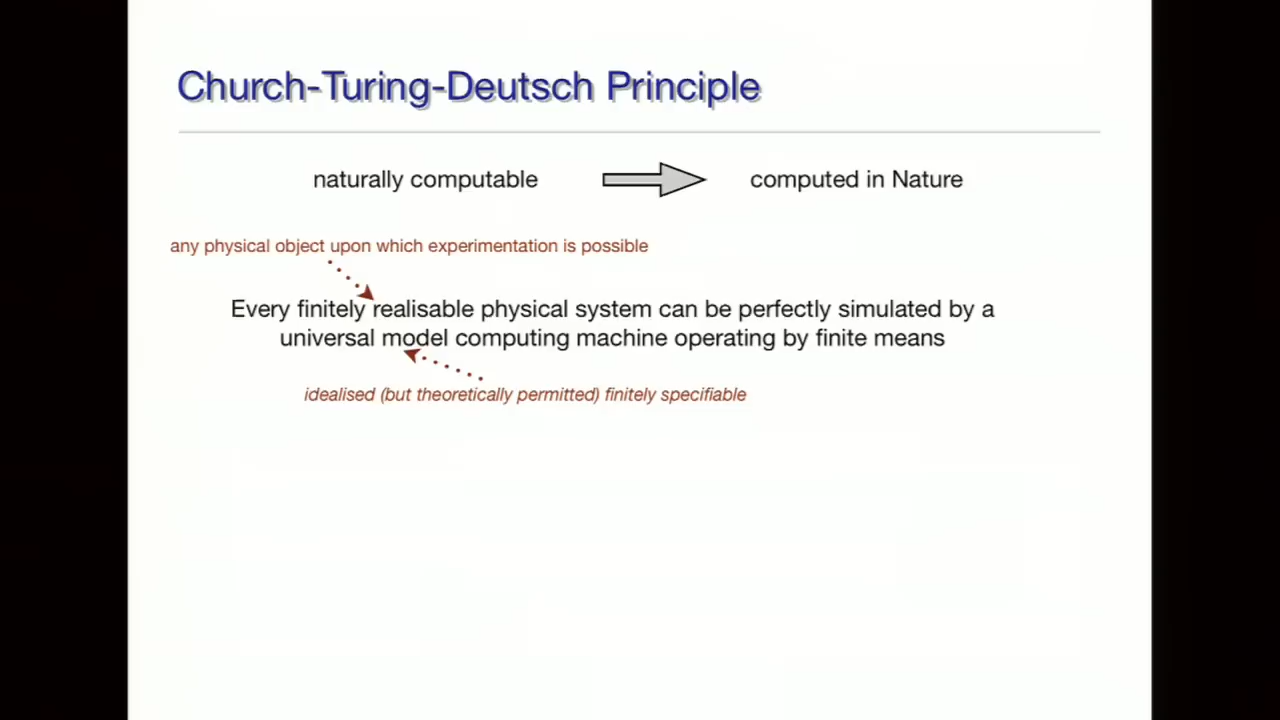 Church-Turing-Deutsch Principle
naturally computable
computed in Nature
any physical object upon which experimentation is possible
Every finitely realisable physical system can be perfectly simulated by a
universal model computing machine operating by finite means
idealised (but theoretically permitted) finitely specifiable